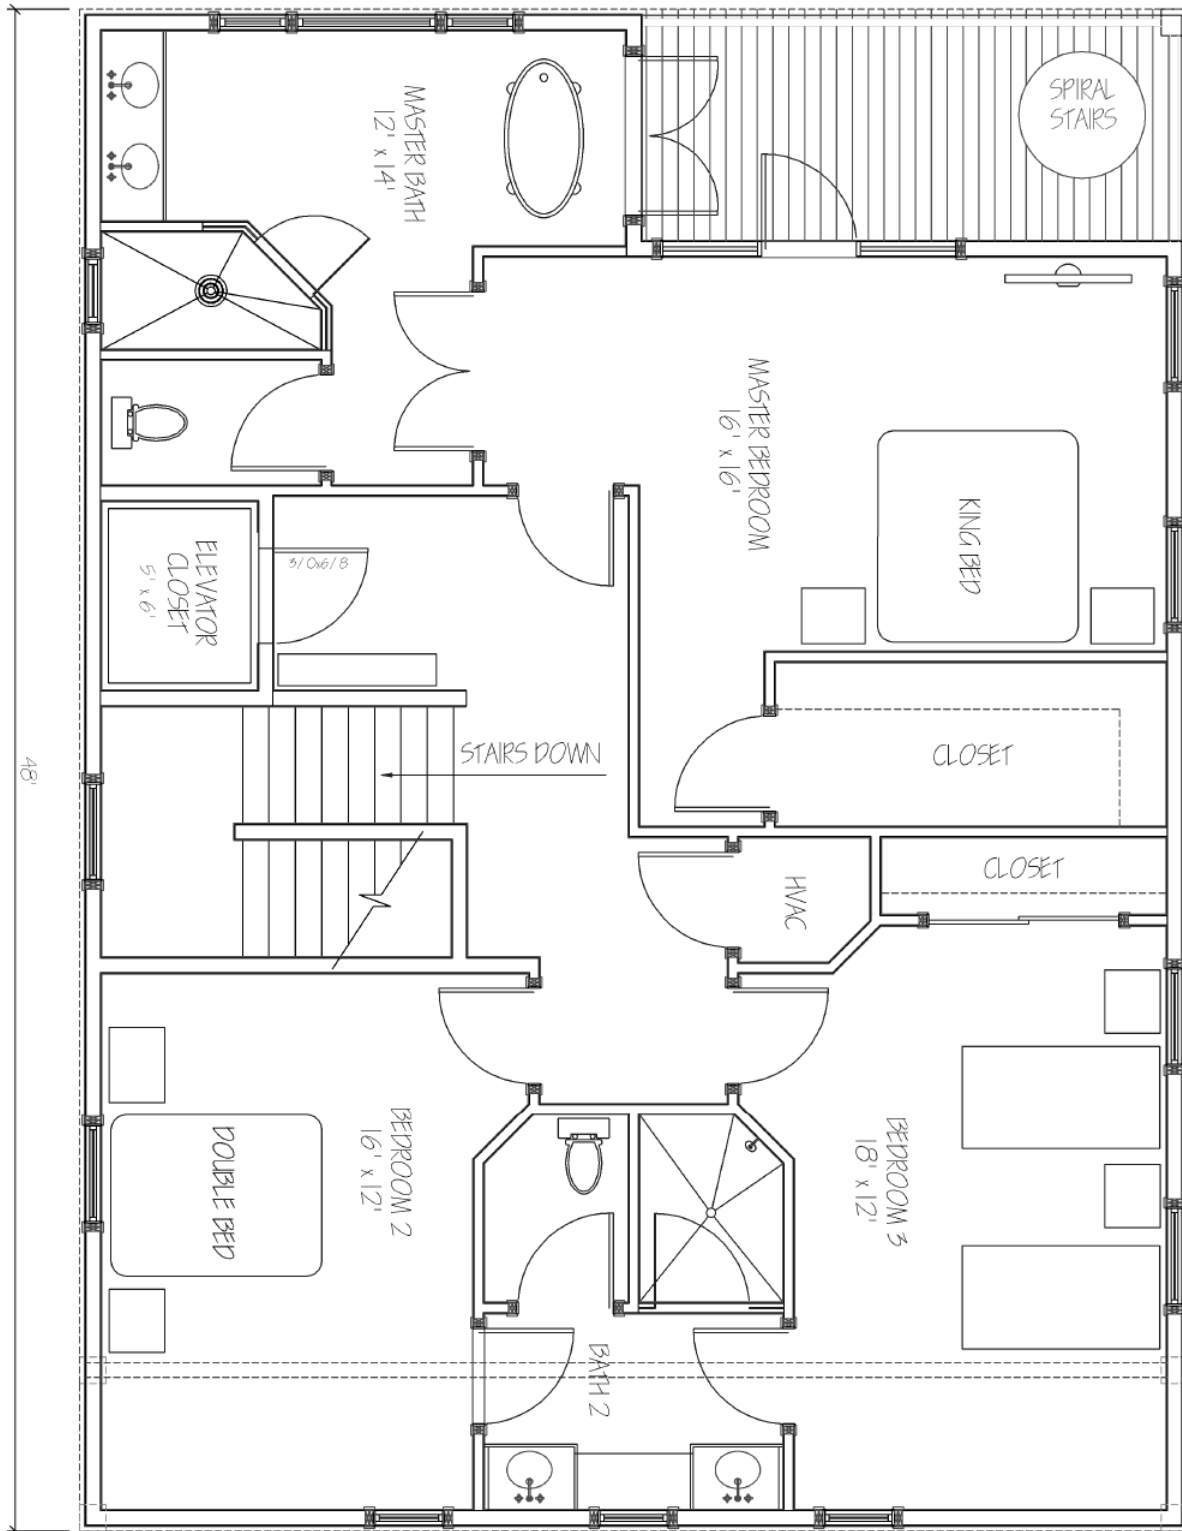 SPIRAL
STAIRS
MASTER BATH
12' x 14'
MASTER BEDROOM
16' x 16'
KING BED
ELEVATOR
CLOSET
5' x 6'
3/0x6/8
STAIRS DOWN
CLOSET
48'
CLOSET
HVAC
BEDROOM 2
16' x 12'
DOUBLE BED
BEDROOM 3
18' x 12'
BATH 2